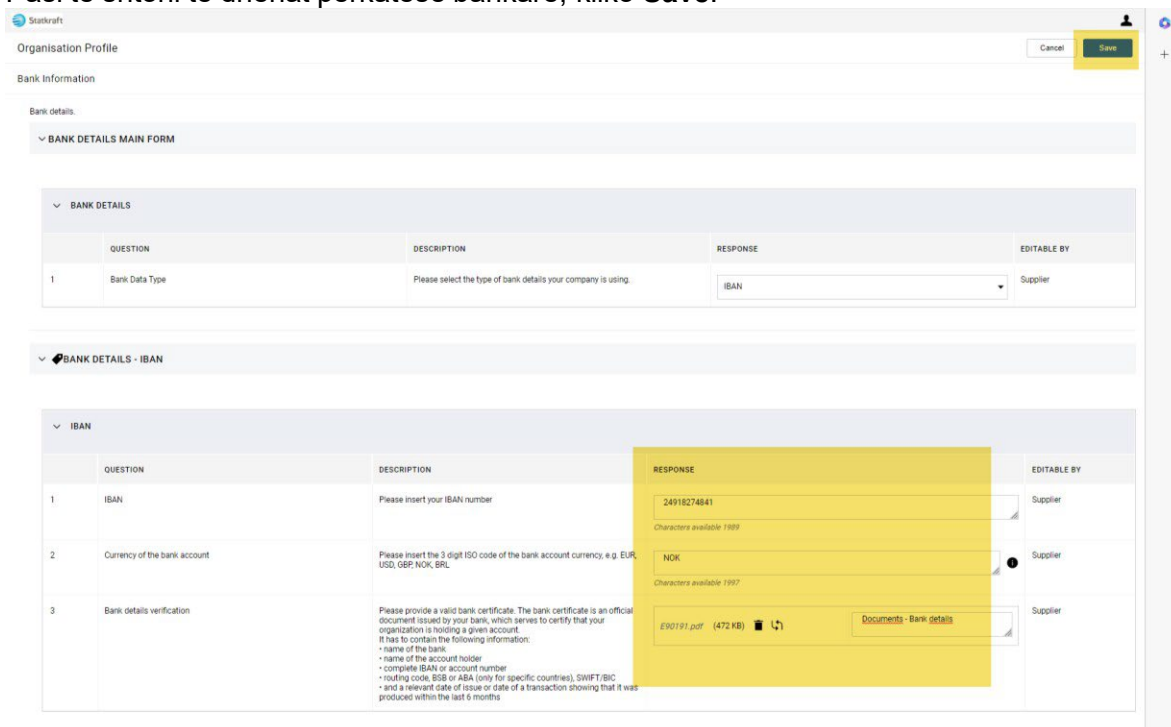 Pasi të shtoni të dhënat përkatëse bankare, kliko Save.
Statkraft
Organisation Profile
Cancel
Save
Bank Information
Bank details.
BANK DETAILS MAIN FORM
BANK DETAILS
QUESTION DESCRIPTION RESPONSE EDITABLE BY
1 Bank Data Type Please select the type of bank details your company is using. IBAN Supplier
BANK DETAILS - IBAN
IBAN
QUESTION DESCRIPTION RESPONSE EDITABLE BY
1 IBAN Please insert your IBAN number 24918274841 Supplier
Characters available 1989
2 Currency of the bank account Please insert the 3 digit ISO code of the bank account currency, e.g. EUR, NOK Supplier
USD, GBP, NOK, BRL
Characters available 1997
3 Bank details verification Please provide a valid bank certificate. The bank certificate is an official Supplier
document issued by your bank, which serves to certify that your
E90191.pdf (472 KB) Documents - Bank details
organization is holding a given account.
It has to contain the following information:
• name of the bank
• name of the account holder
• complete IBAN or account number
• routing code, BSB or ABA (only for specific countries), SWIFT/BIC
• and a relevant date of issue or date of a transaction showing that it was
produced within the last 6 months